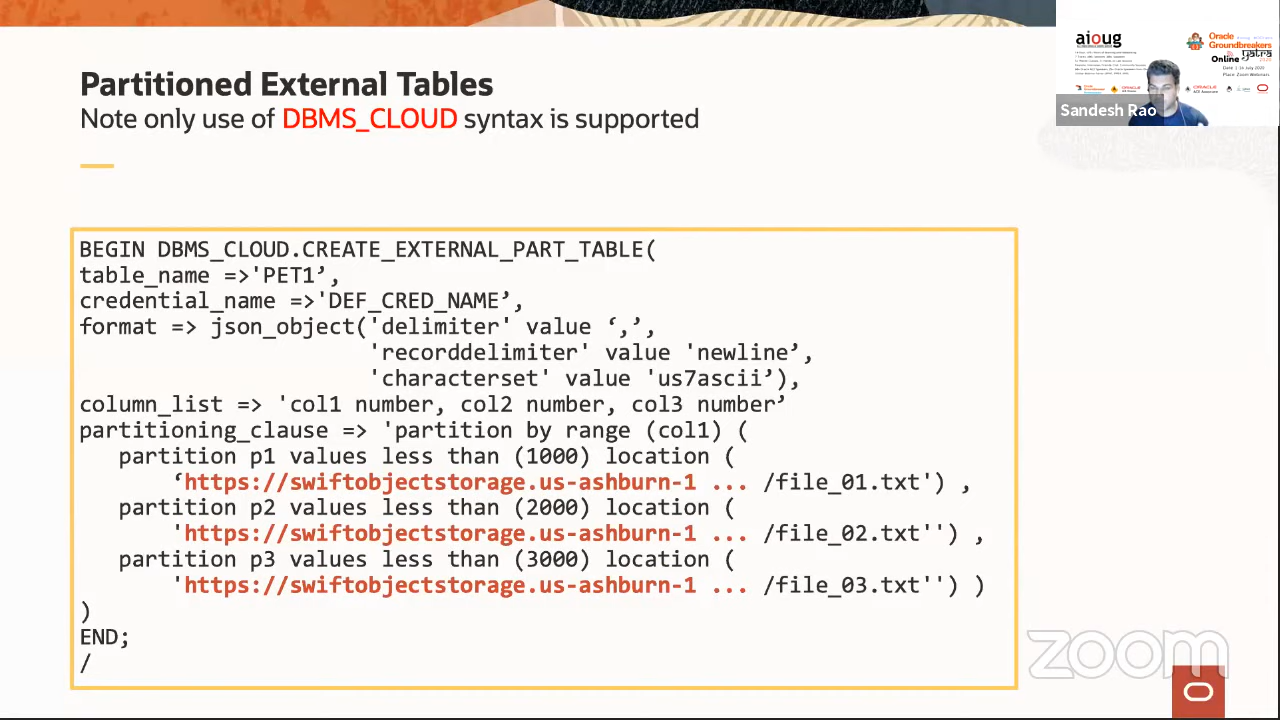 Partitioned External Tables
Note only use of DBMS_CLOUD syntax is supported
BEGIN DBMS_CLOUD.CREATE_EXTERNAL_PART_TABLE(
table_name =>'PET1’,
credential_name =>'DEF_CRED_NAME’,
format => json_object('delimiter' value ‘,’,
'recorddelimiter' value 'newline’,
'characterset' value 'us7ascii’),
column_list => 'col1 number, col2 number, col3 number’
partitioning_clause => 'partition by range (col1) (
partition p1 values less than (1000) location (
‘https://swiftobjectstorage.us-ashburn-1 ... /file_01.txt') ,
partition p2 values less than (2000) location (
'https://swiftobjectstorage.us-ashburn-1 ... /file_02.txt'') ,
partition p3 values less than (3000) location (
'https://swiftobjectstorage.us-ashburn-1 ... /file_03.txt'') )
)
END;
/
aioug
Oracle
Groundbreakers
Online yatra
Sandesh Rao
zoom